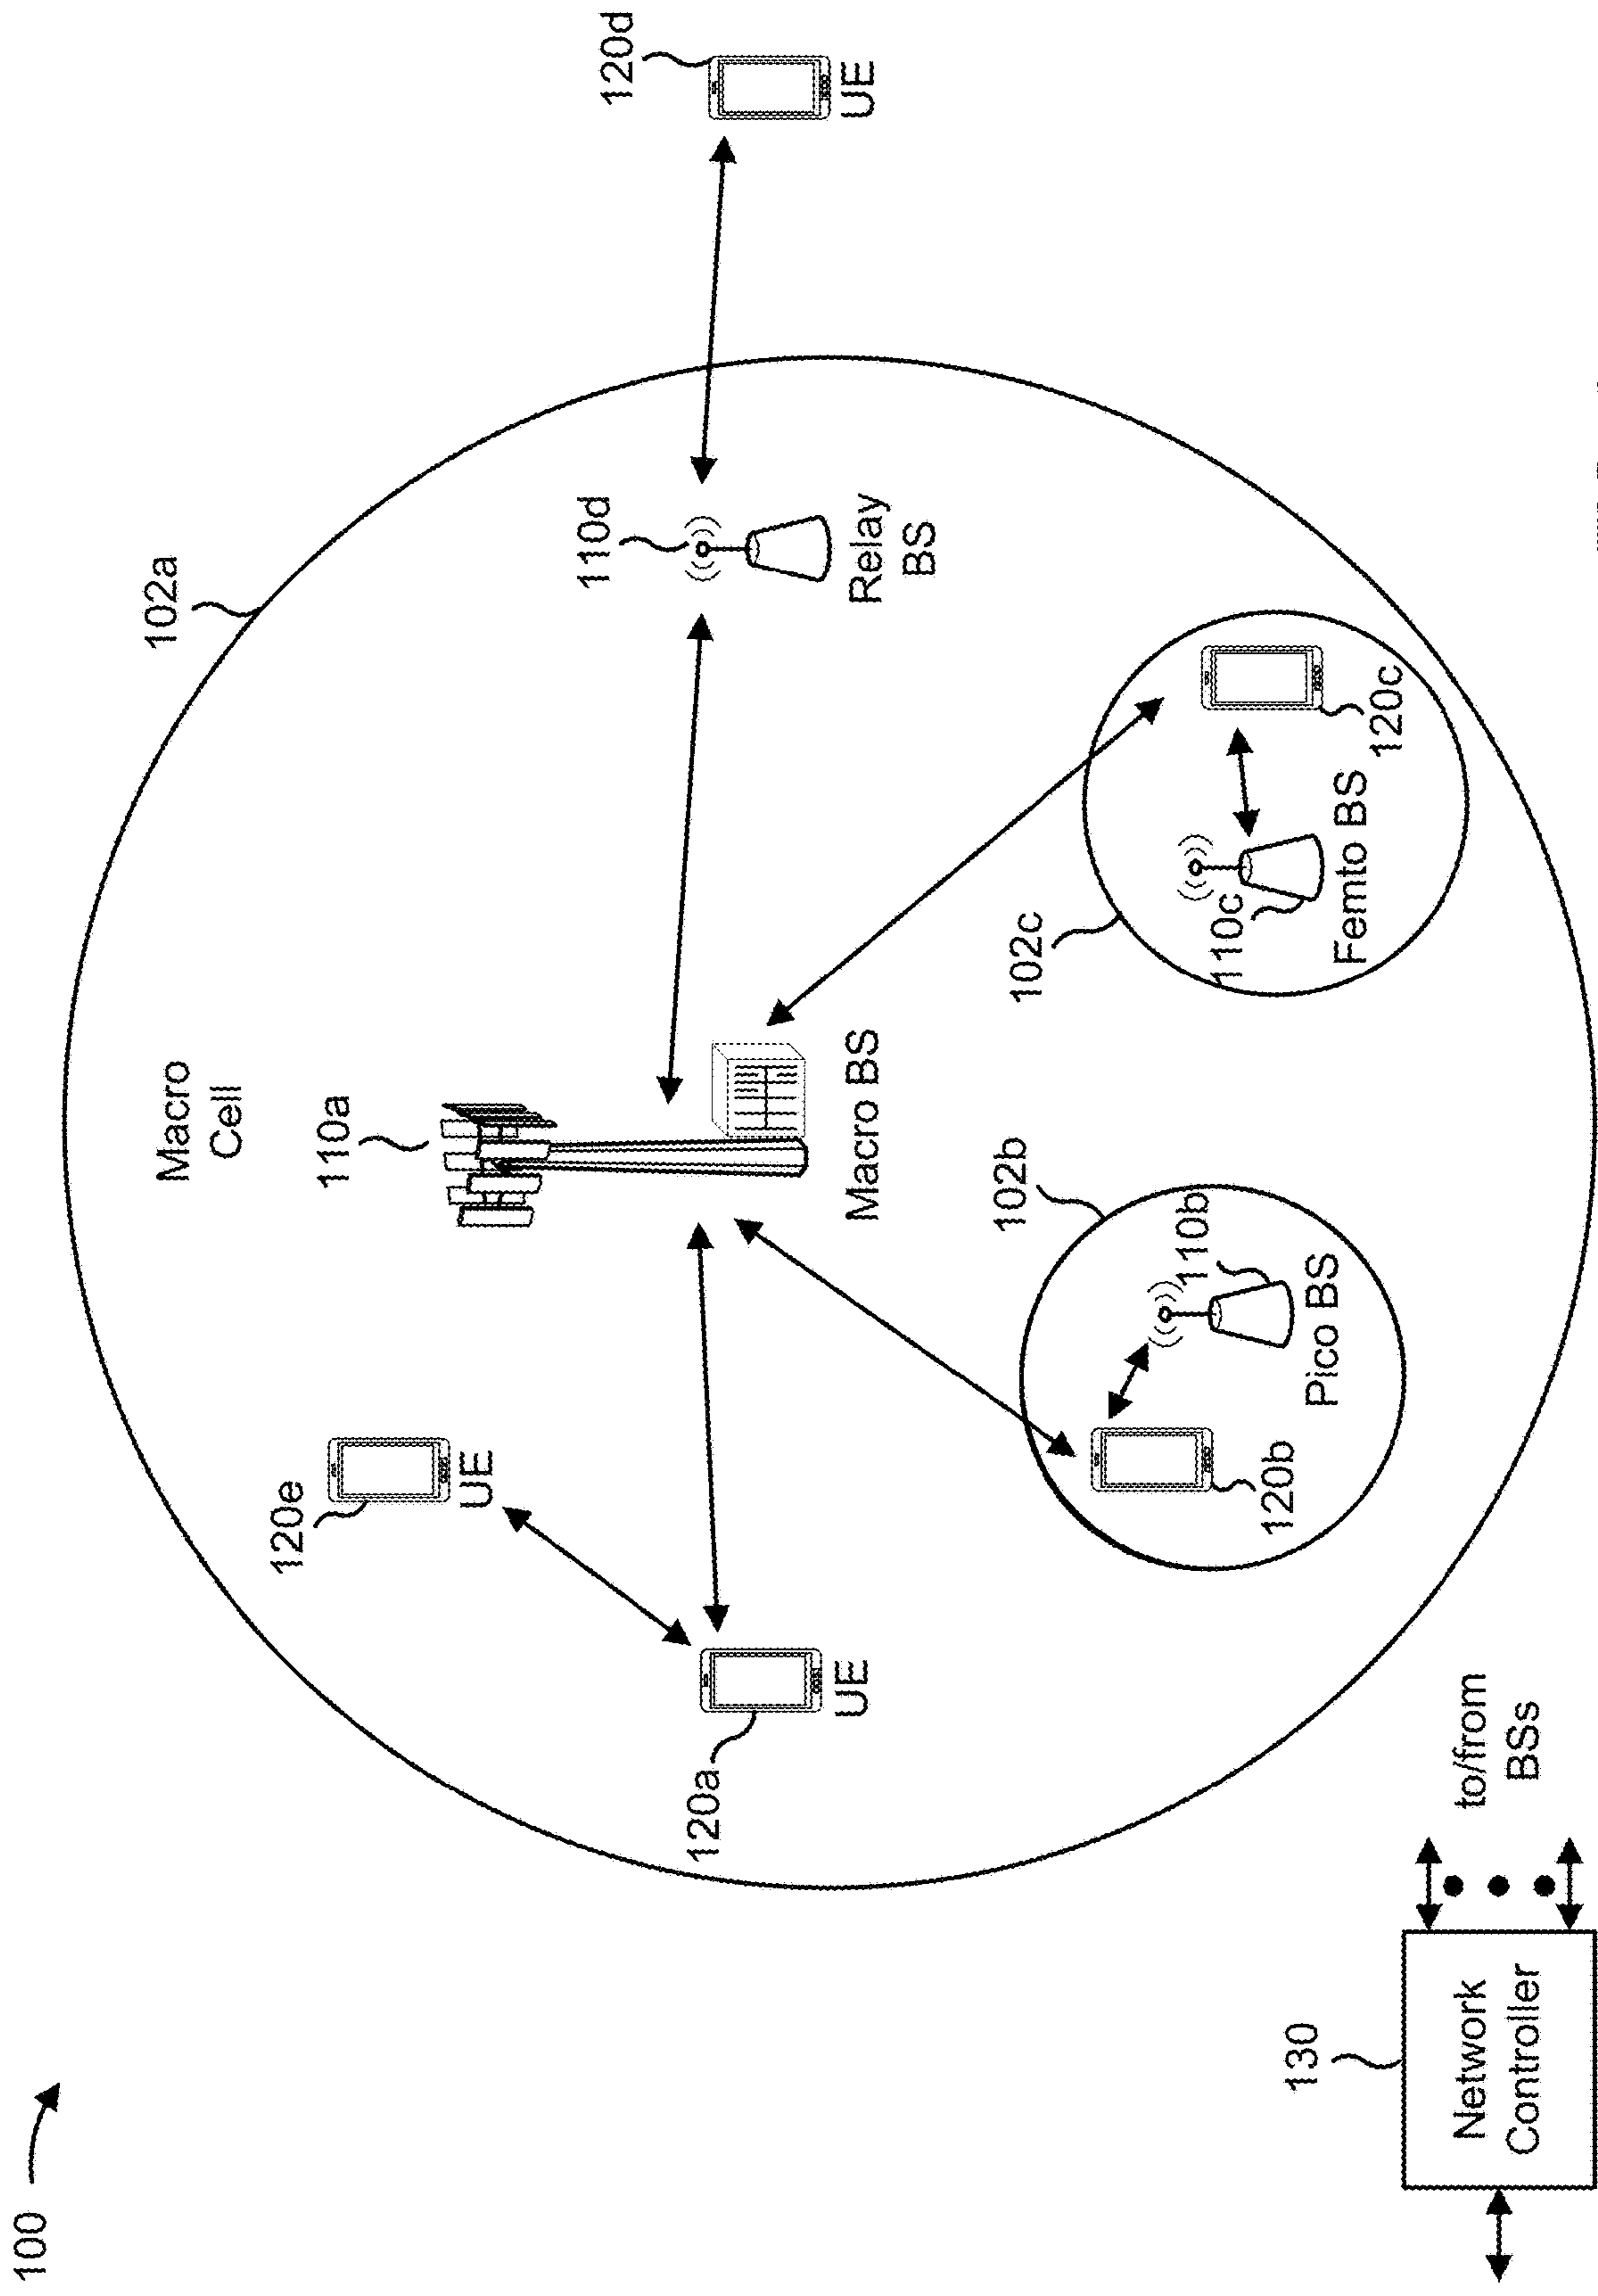 100
102a
Macro
Cell
110a
120d
UE
120e
UE
110d
Relay
BS
120a
UE
Macro BS
102b
102c
110b
Pico BS
120b
110c
Femto BS
120c
130
Network
Controller
to/from
BSs